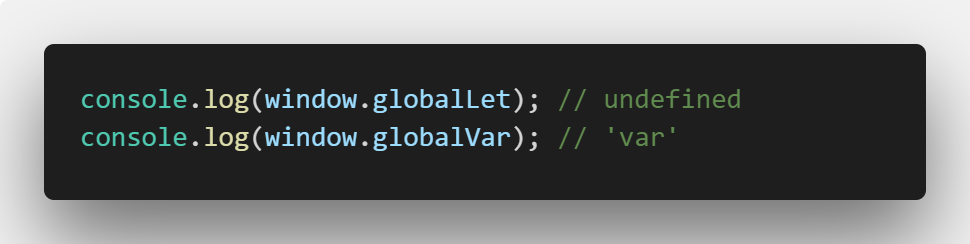 console.log(window.globalLet); // undefined
console.log(window.globalVar); // 'var'